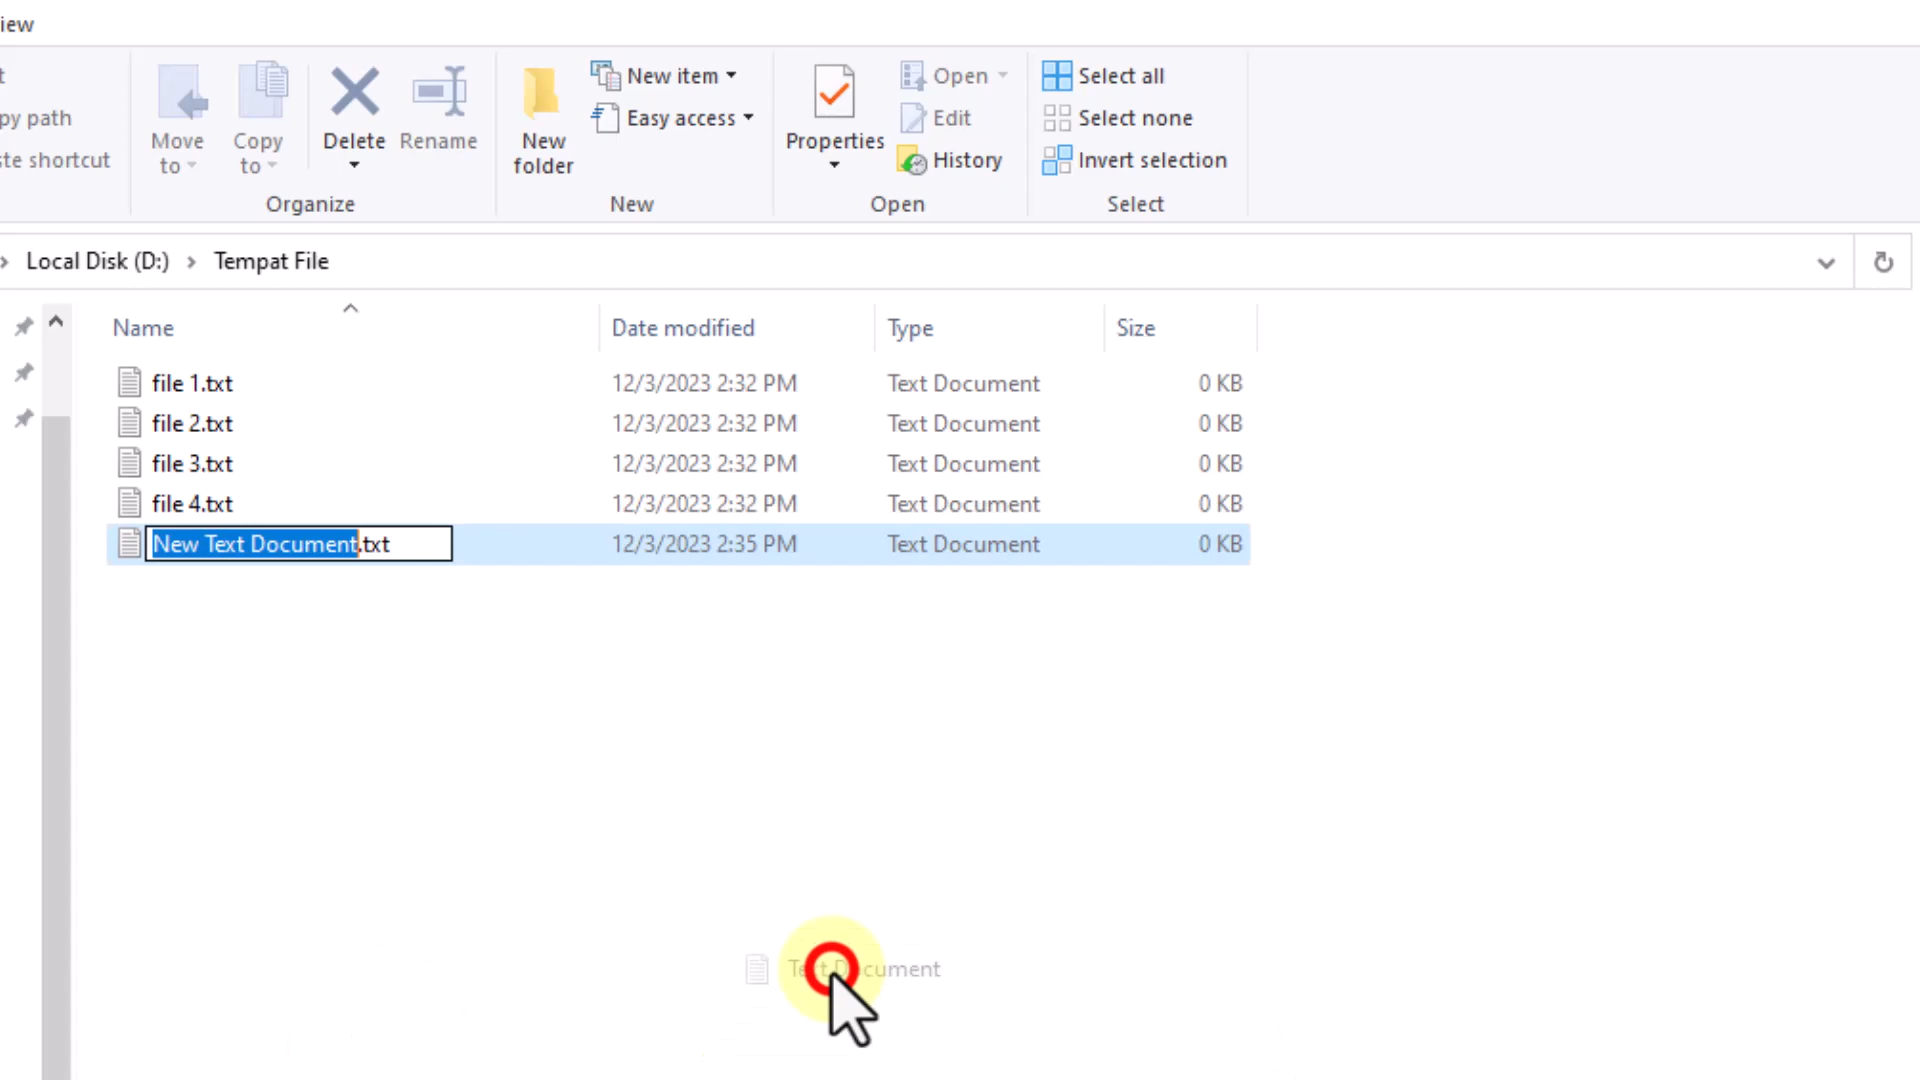 iew
t
py path
te shortcut
Move to
Copy to
Delete
Rename
Organize
New folder
New item
Easy access
New
Properties
Open
Edit
History
Open
Select all
Select none
Invert selection
Select
Local Disk (D:) › Tempat File
Name Date modified Type Size
file 1.txt 12/3/2023 2:32 PM Text Document 0 KB
file 2.txt 12/3/2023 2:32 PM Text Document 0 KB
file 3.txt 12/3/2023 2:32 PM Text Document 0 KB
file 4.txt 12/3/2023 2:32 PM Text Document 0 KB
New Text Document.txt 12/3/2023 2:35 PM Text Document 0 KB
Text Document